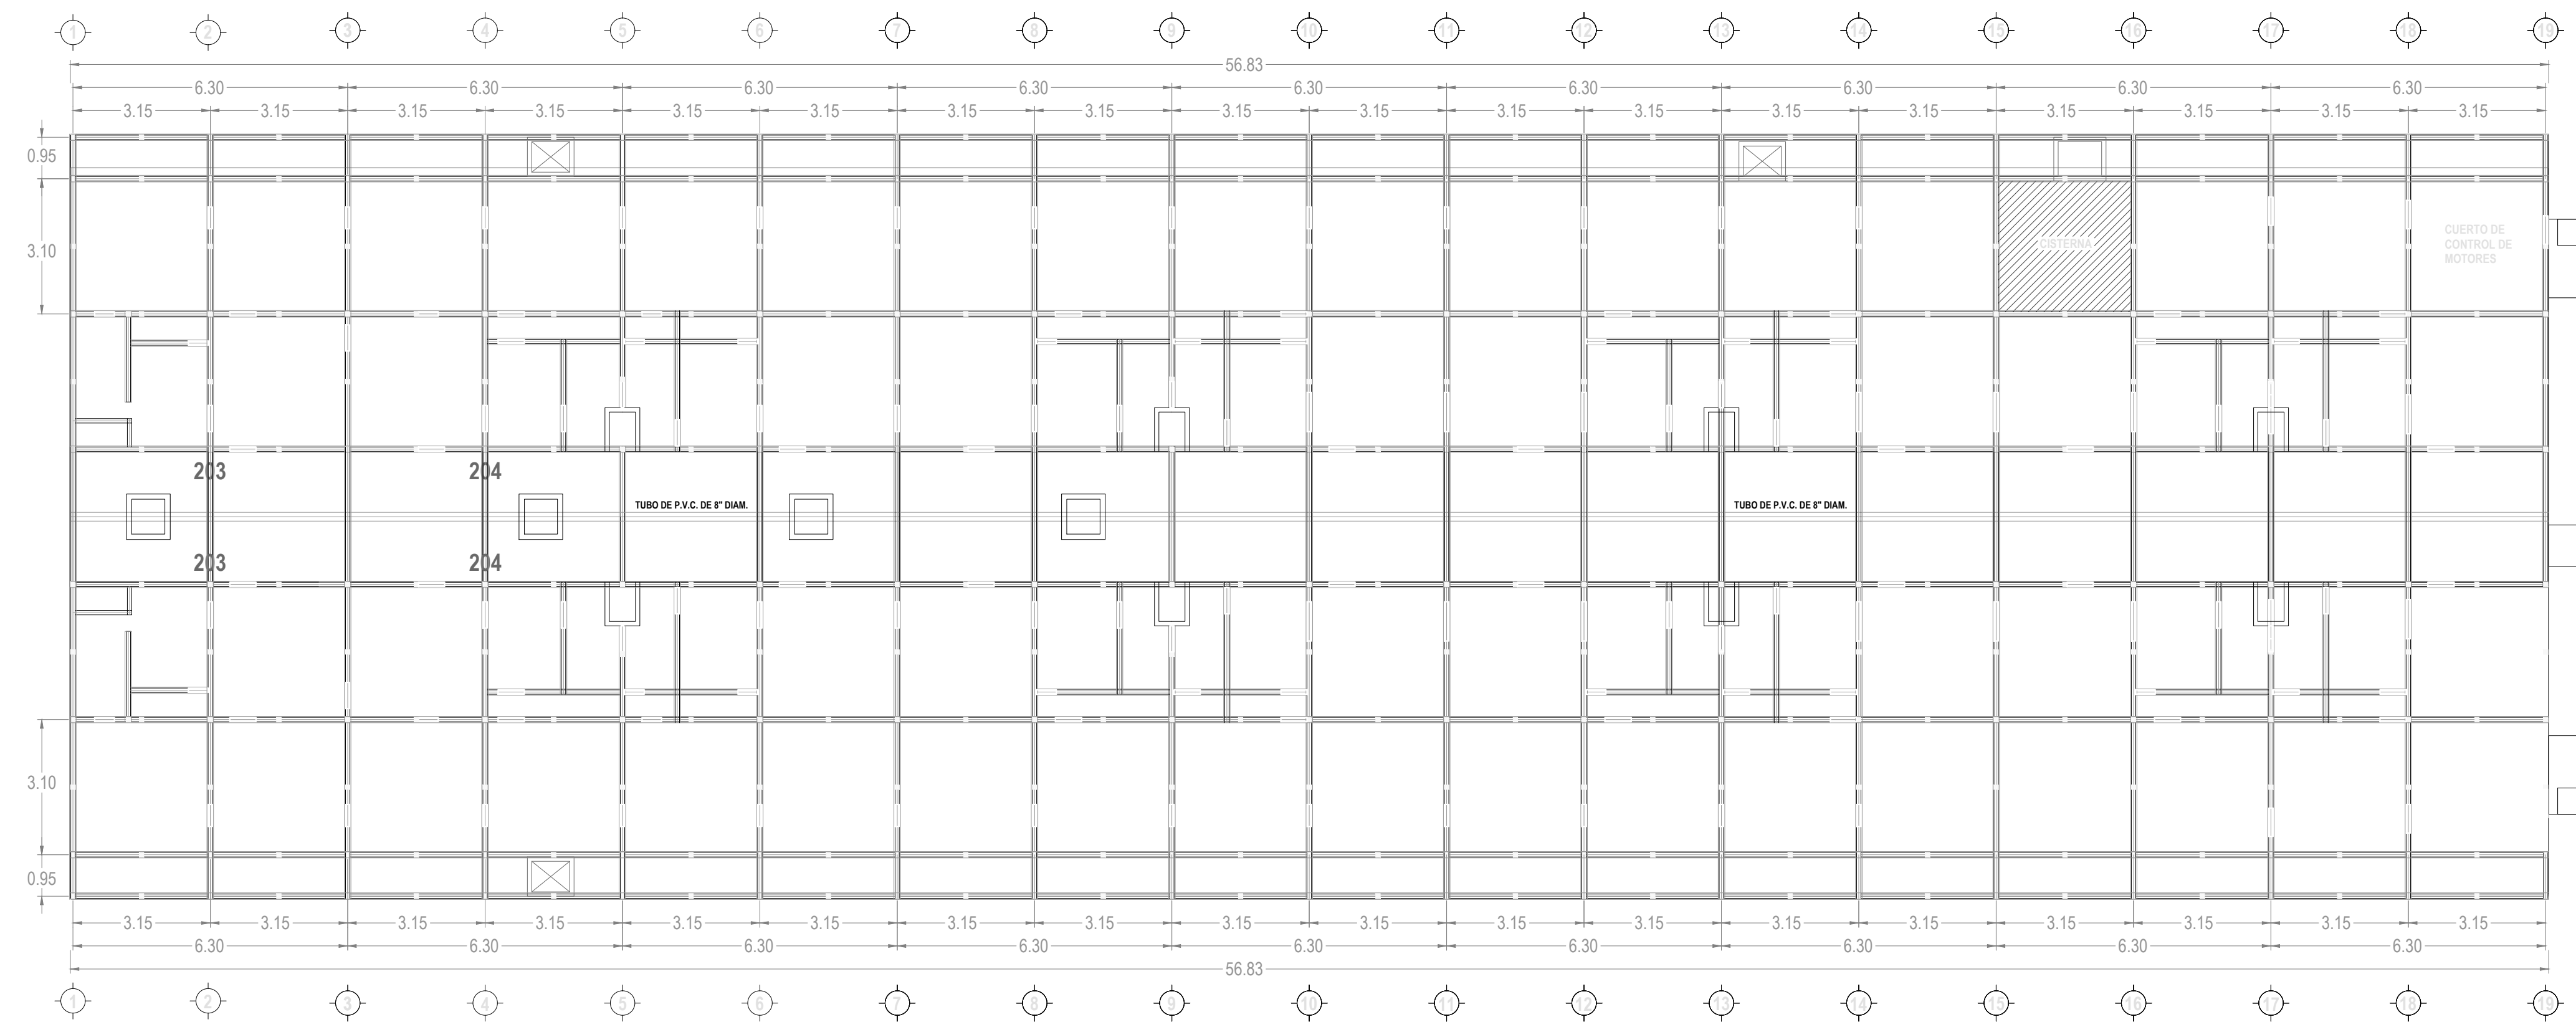 1 2 3 4 5 6 7 8 9 10 11 12 13 14 15 16 17 18 19
56.83
6.30 6.30 6.30 6.30 6.30 6.30 6.30 6.30 6.30
3.15 3.15 3.15 3.15 3.15 3.15 3.15 3.15 3.15 3.15 3.15 3.15 3.15 3.15 3.15 3.15 3.15 3.15
0.95
3.10
CISTERNA
CUERTO DE
CONTROL DE
MOTORES
203 204
TUBO DE P.V.C. DE 8" DIAM. TUBO DE P.V.C. DE 8" DIAM.
203 204
3.10
0.95
3.15 3.15 3.15 3.15 3.15 3.15 3.15 3.15 3.15 3.15 3.15 3.15 3.15 3.15 3.15 3.15 3.15 3.15
6.30 6.30 6.30 6.30 6.30 6.30 6.30 6.30 6.30
56.83
1 2 3 4 5 6 7 8 9 10 11 12 13 14 15 16 17 18 19